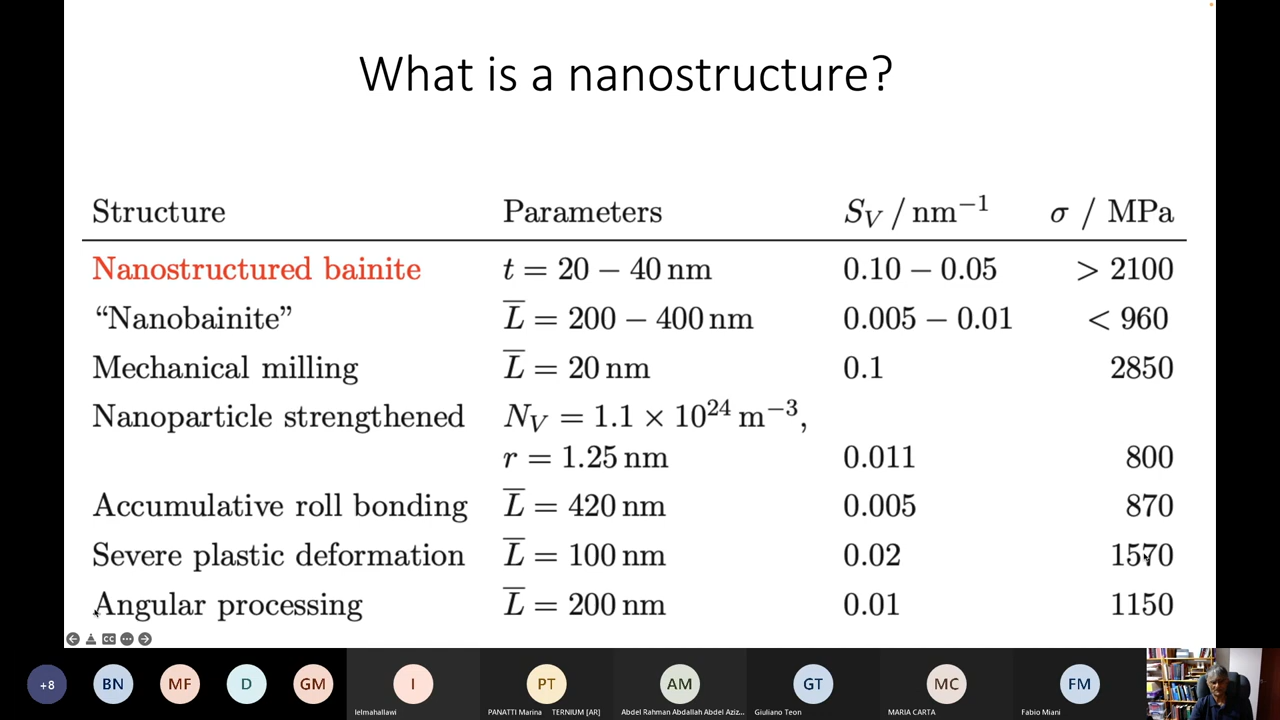 What is a nanostructure?
Structure Parameters S_V / nm⁻¹ σ / MPa
Nanostructured bainite t = 20 − 40 nm 0.10 − 0.05 > 2100
“Nanobainite” L̅ = 200 − 400 nm 0.005 − 0.01 < 960
Mechanical milling L̅ = 20 nm 0.1 2850
Nanoparticle strengthened N_V = 1.1 × 10²⁴ m⁻³,
r = 1.25 nm 0.011 800
Accumulative roll bonding L̅ = 420 nm 0.005 870
Severe plastic deformation L̅ = 100 nm 0.02 1570
Angular processing L̅ = 200 nm 0.01 1150
CC
+8 BN MF D GM I PT AM GT MC FM
lelmahallawi PANATTI Marina TERNIUM [AR] Abdel Rahman Abdallah Abdel Aziz... Giuliano Teon MARIA CARTA Fabio Miani